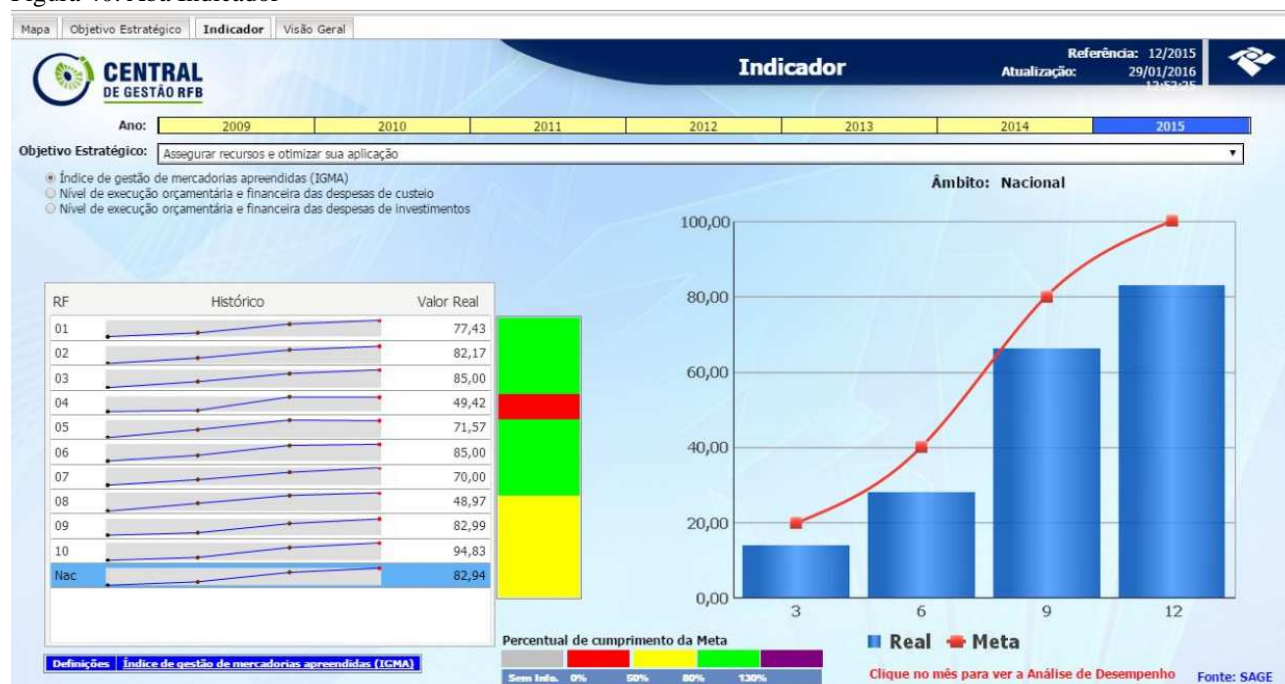 Figura 40: Aba Indicador
Mapa Objetivo Estratégico Indicador Visão Geral
CENTRAL
DE GESTÃO RFB
Indicador
Referência: 12/2015
Atualização: 29/01/2016
Ano: 2009 2010 2011 2012 2013 2014 2015
Objetivo Estratégico: Assegurar recursos e otimizar sua aplicação
Índice de gestão de mercadorias apreendidas (IGMA)
Nível de execução orçamentária e financeira das despesas de custeio
Nível de execução orçamentária e financeira das despesas de investimentos
RF Histórico Valor Real
01 77,43
02 82,17
03 85,00
04 49,42
05 71,57
06 85,00
07 70,00
08 48,97
09 82,99
10 94,83
Nac 82,94
Definições Índice de gestão de mercadorias apreendidas (IGMA)
Percentual de cumprimento da Meta
Sem Info. 0% 50% 80% 130%
Âmbito: Nacional
100,00
80,00
60,00
40,00
20,00
0,00
3 6 9 12
Real Meta
Clique no mês para ver a Análise de Desempenho
Fonte: SAGE